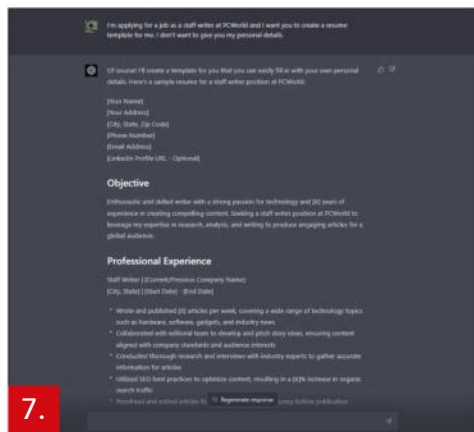 I'm applying for a job as a staff writer at PCWorld and I want you to create a resume
template for me. I don't want to give you my personal details.
Of course! I'll create a template for you that you can easily fill in with your own personal
details. Here's a sample resume for a staff writer position at PCWorld:
[Your Name]
[Your Address]
[City, State, Zip Code]
[Phone Number]
[Email Address]
[LinkedIn Profile URL - Optional]
Objective
Enthusiastic and skilled writer with a strong passion for technology and [X] years of
experience in creating compelling content. Seeking a staff writer position at PCWorld to
leverage my expertise in research, analysis, and writing to produce engaging articles for a
global audience.
Professional Experience
Staff Writer | [Current/Previous Company Name]
[City, State] | [Start Date] - [End Date]
* Wrote and published [X] articles per week, covering a wide range of technology topics
such as hardware, software, gadgets, and industry news
* Collaborated with editorial team to develop and pitch story ideas, ensuring content
aligned with company standards and audience interests
* Conducted thorough research and interviews with industry experts to gather accurate
information for articles
* Utilized SEO best practices to optimize content, resulting in a [X]% increase in organic
search traffic
* Proofread and edited articles before publication
Regenerate response
7.